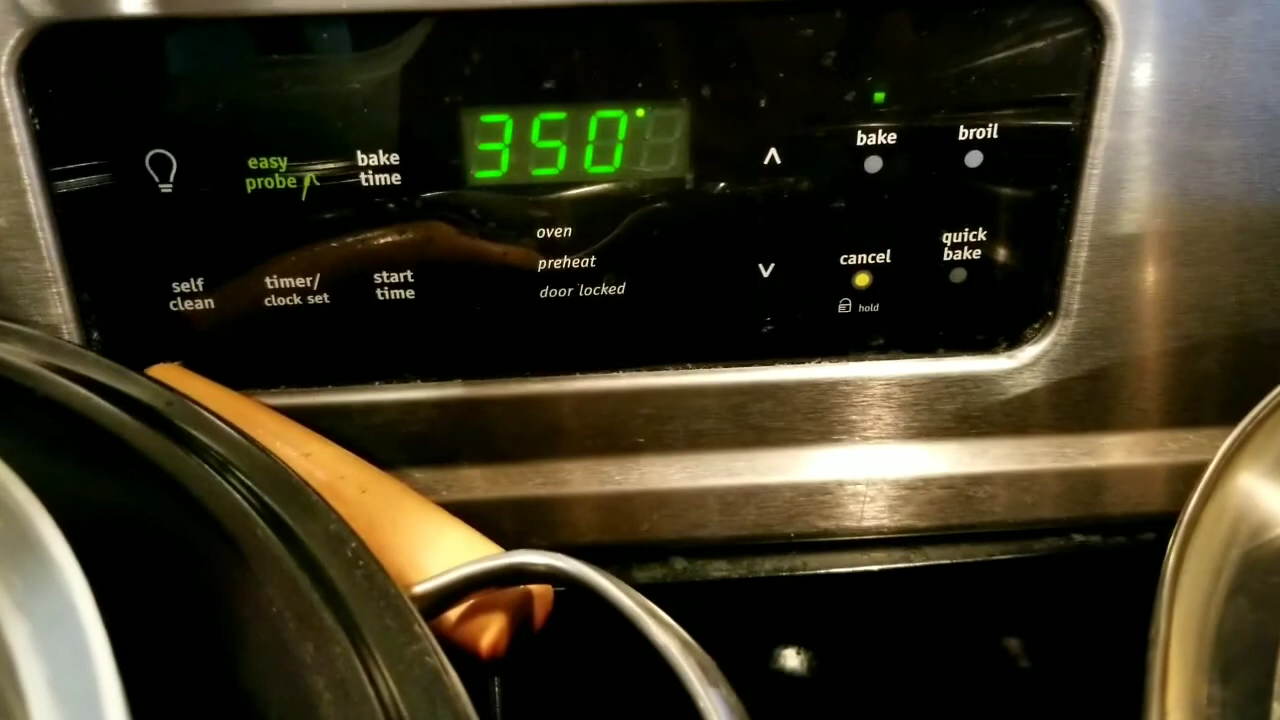 350°
easy
probe
bake
time
^
bake
broil
oven
preheat
door locked
self
clean
timer/
clock set
start
time
v
cancel
hold
quick
bake